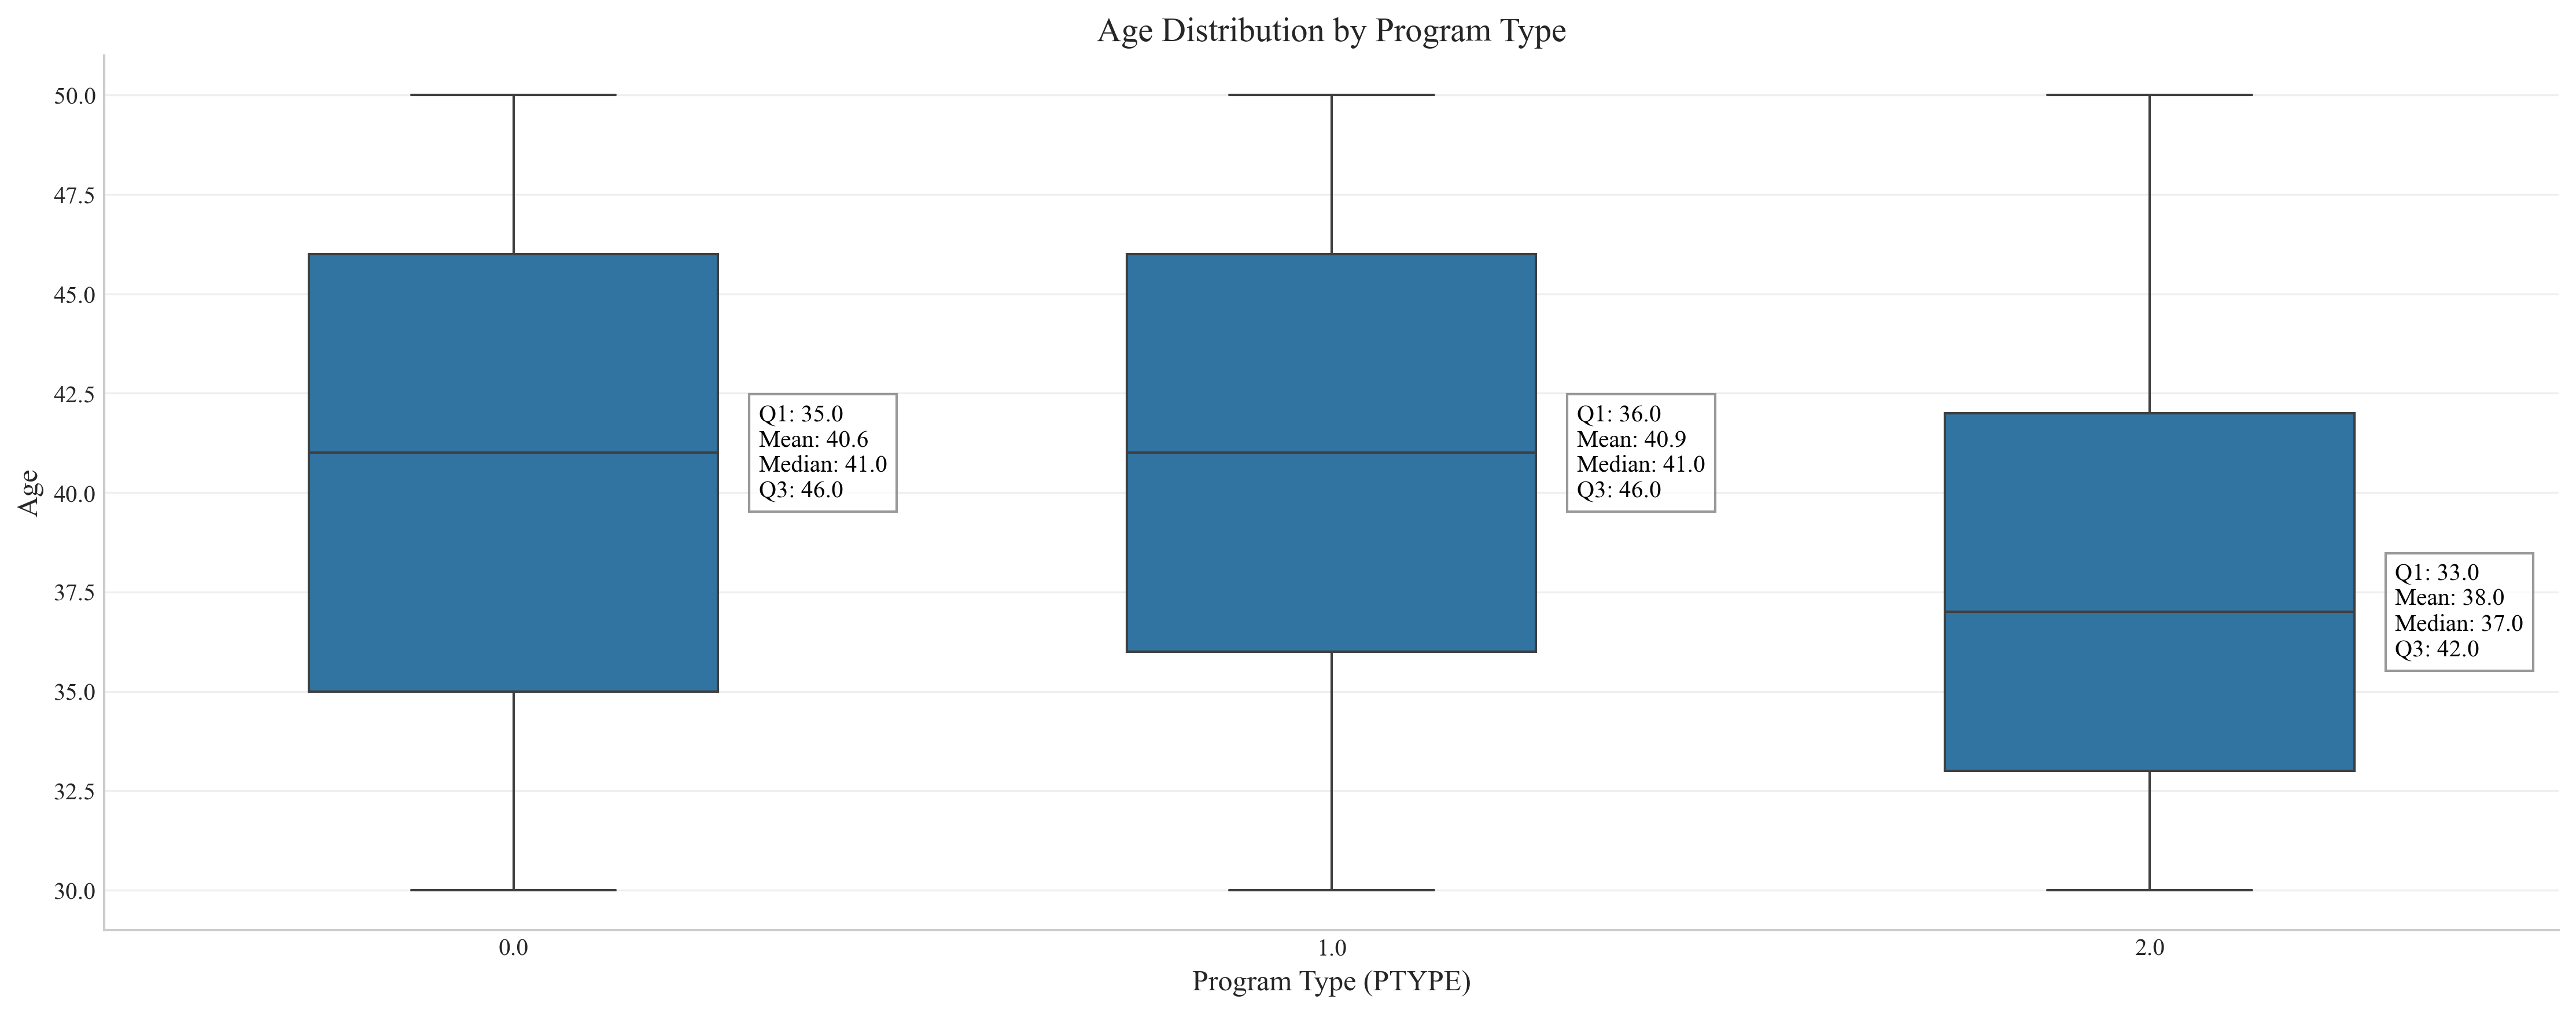 Age Distribution by Program Type
Age
50.0
47.5
45.0
42.5
40.0
37.5
35.0
32.5
30.0
Q1: 35.0
Mean: 40.6
Median: 41.0
Q3: 46.0
Q1: 36.0
Mean: 40.9
Median: 41.0
Q3: 46.0
Q1: 33.0
Mean: 38.0
Median: 37.0
Q3: 42.0
0.0
1.0
2.0
Program Type (PTYPE)